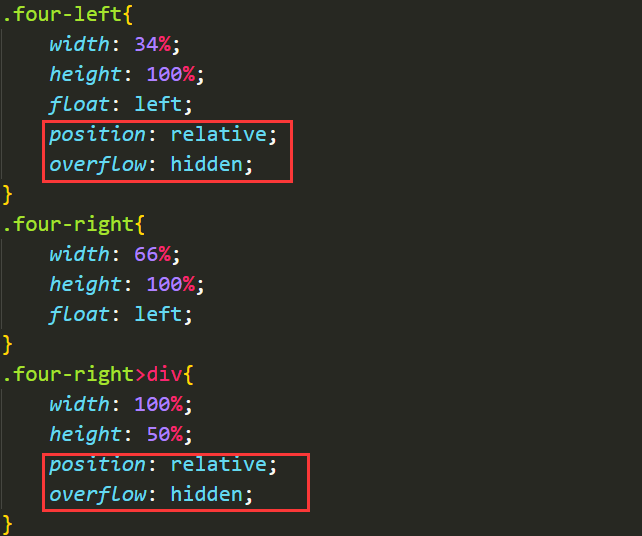 .four-left{
    width: 34%;
    height: 100%;
    float: left;
    position: relative;
    overflow: hidden;
}
.four-right{
    width: 66%;
    height: 100%;
    float: left;
}
.four-right>div{
    width: 100%;
    height: 50%;
    position: relative;
    overflow: hidden;
}